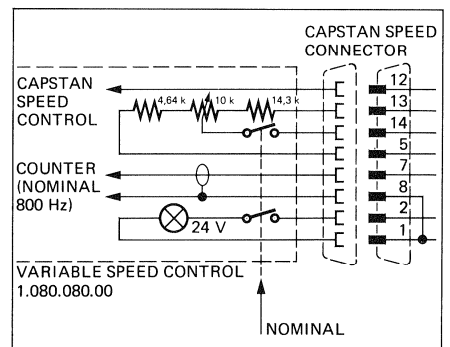 CAPSTAN SPEED
CONNECTOR
CAPSTAN
SPEED
CONTROL
4,64 k
10 k
14,3 k
12
13
14
5
7
8
2
1
COUNTER
(NOMINAL
800 Hz)
24 V
VARIABLE SPEED CONTROL
1.080.080.00
NOMINAL